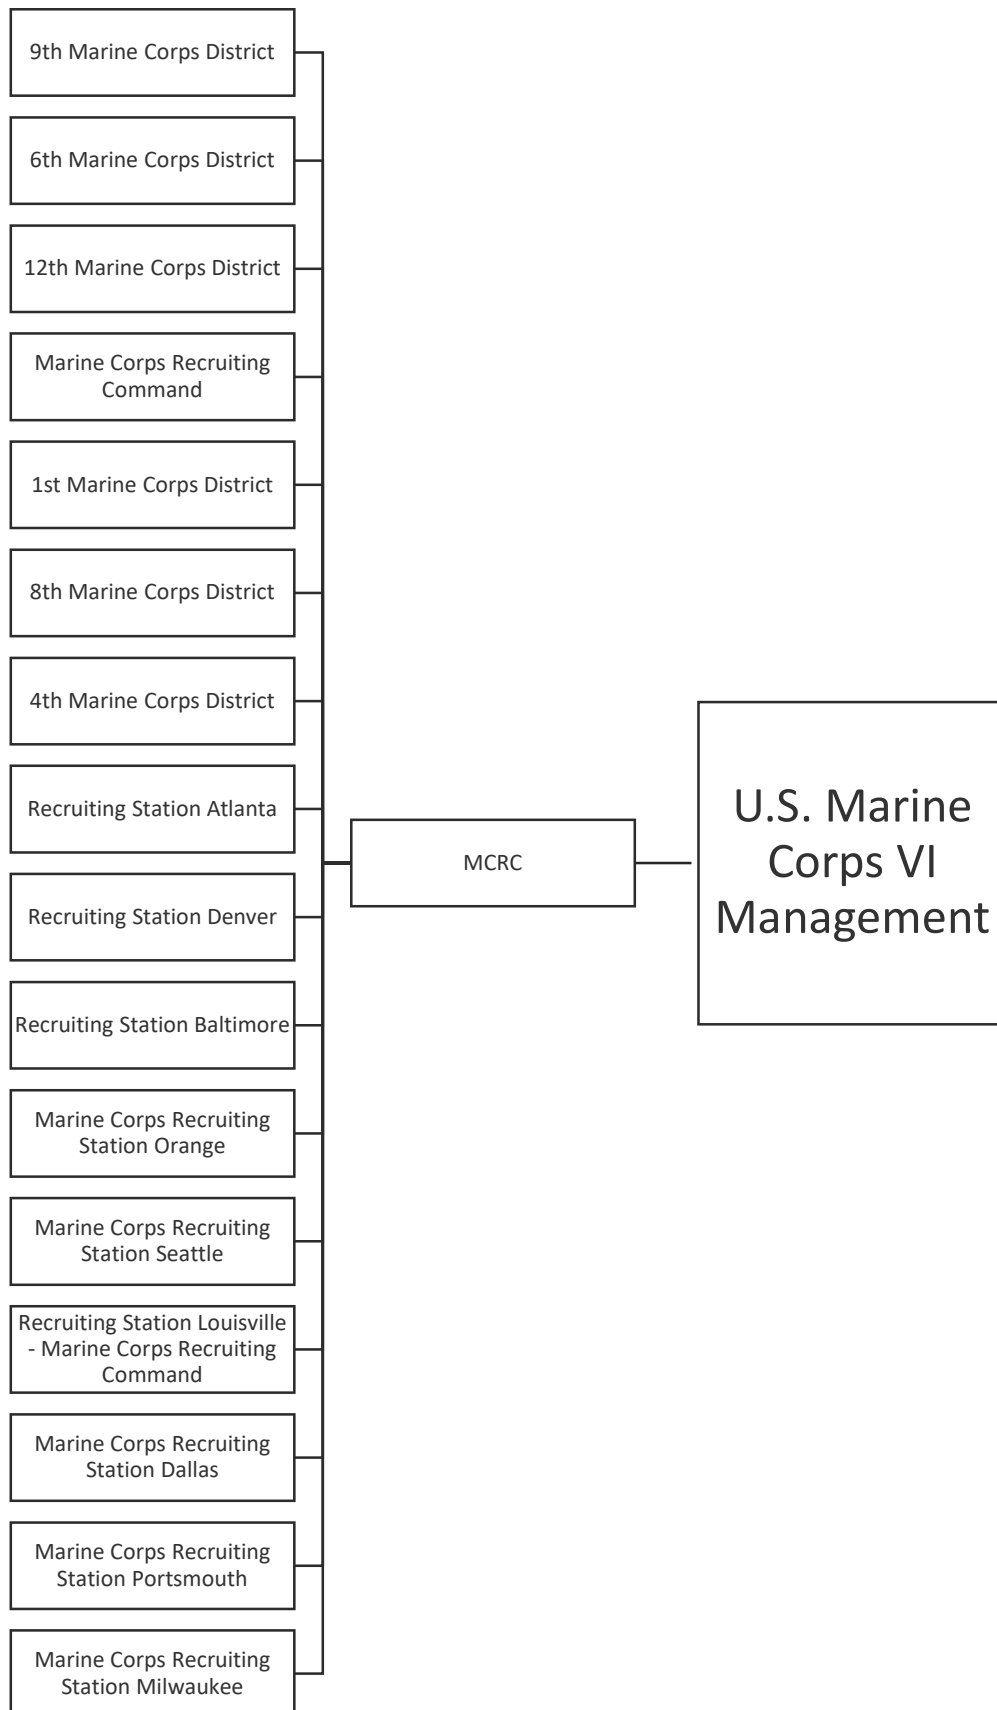 9th Marine Corps District
6th Marine Corps District
12th Marine Corps District
Marine Corps Recruiting
Command
1st Marine Corps District
8th Marine Corps District
4th Marine Corps District
Recruiting Station Atlanta
Recruiting Station Denver
Recruiting Station Baltimore
Marine Corps Recruiting
Station Orange
Marine Corps Recruiting
Station Seattle
Recruiting Station Louisville
- Marine Corps Recruiting
Command
Marine Corps Recruiting
Station Dallas
Marine Corps Recruiting
Station Portsmouth
Marine Corps Recruiting
Station Milwaukee
MCRC
U.S. Marine
Corps VI
Management